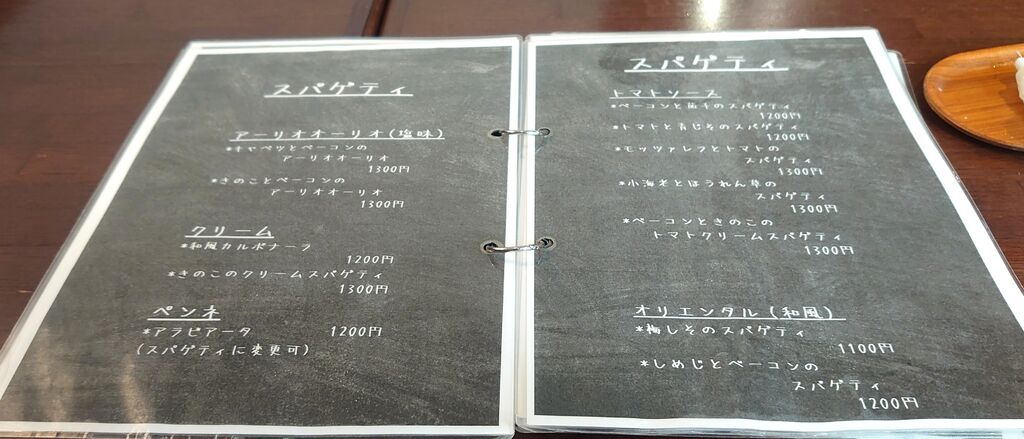 スパゲティ
アーリオオーリオ(塩味)
*キャベツとベーコンの
アーリオオーリオ
1300円
*きのことベーコンの
アーリオオーリオ
1300円
クリーム
*和風カルボナーラ
1200円
*きのこのクリームスパゲティ
1300円
ペンネ
*アラビアータ 1200円
(スパゲティに変更可)
スパゲティ
トマトソース
*ベーコンと茄子のスパゲティ
1200円
*トマトと青じそのスパゲティ
1200円
*モッツァレラとトマトの
スパゲティ
1300円
*小海老とほうれん草の
スパゲティ
1300円
*ベーコンときのこの
トマトクリームスパゲティ
1300円
オリエンタル(和風)
*梅しそのスパゲティ
1100円
*しめじとベーコンの
スパゲティ
1200円